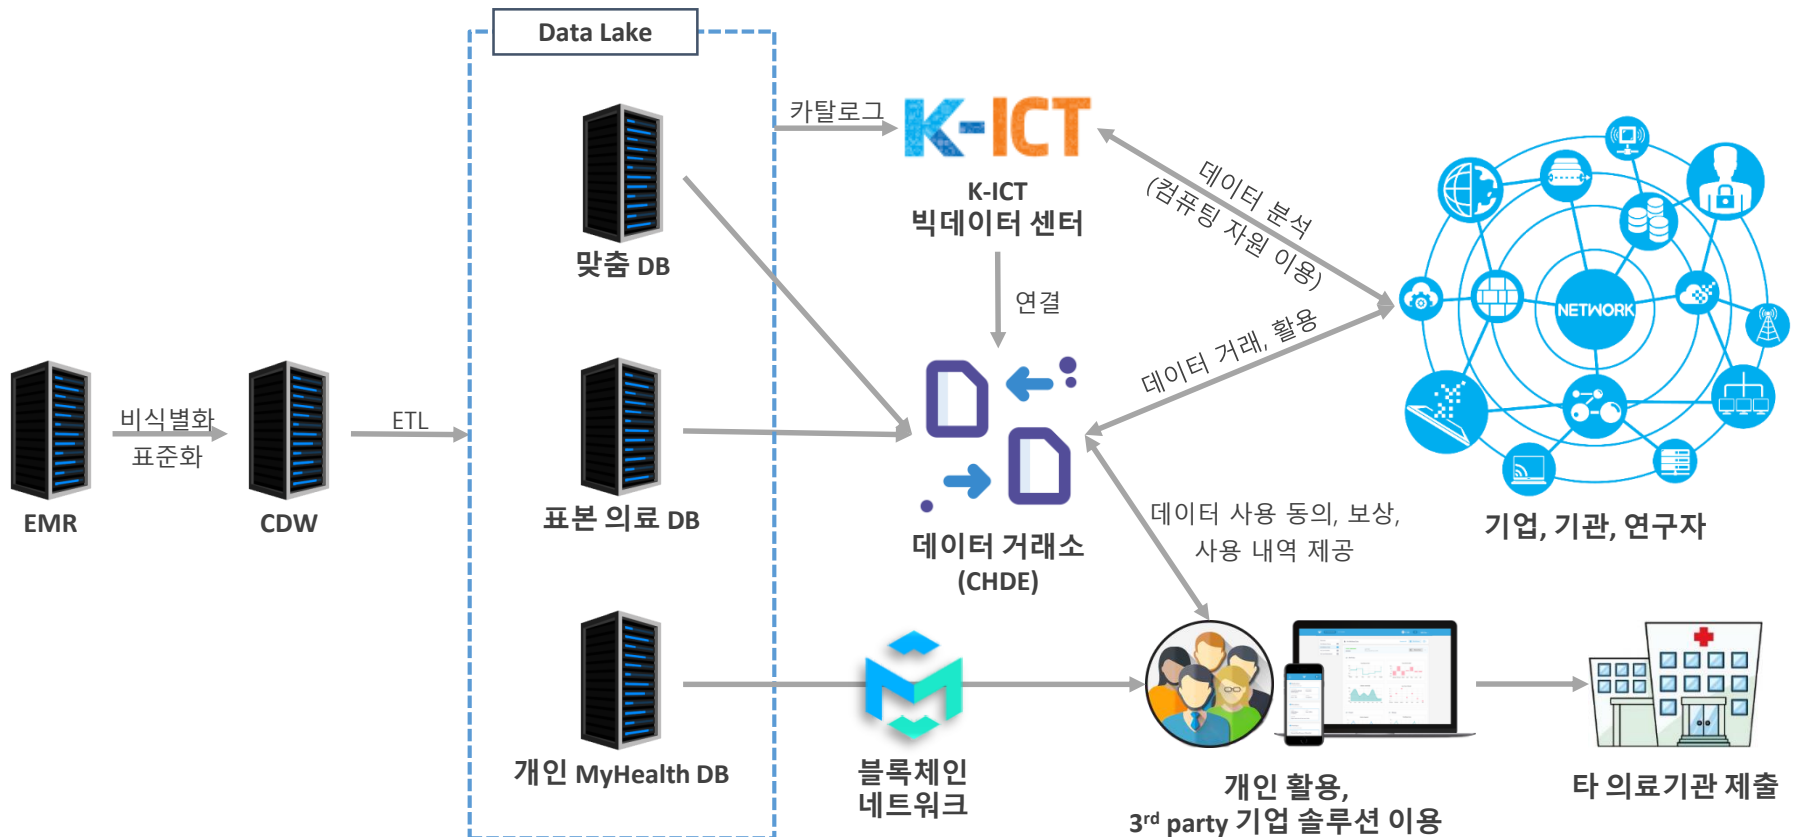 Data Lake
카탈로그
K-ICT
K-ICT
빅데이터 센터
데이터 분석
(컴퓨팅 자원 이용)
맞춤 DB
연결
NETWORK
데이터 거래, 활용
비식별화
표준화
ETL
EMR
CDW
표본 의료 DB
데이터 거래소
(CHDE)
데이터 사용 동의, 보상,
사용 내역 제공
기업, 기관, 연구자
개인 MyHealth DB
블록체인
네트워크
개인 활용,
3rd party 기업 솔루션 이용
타 의료기관 제출